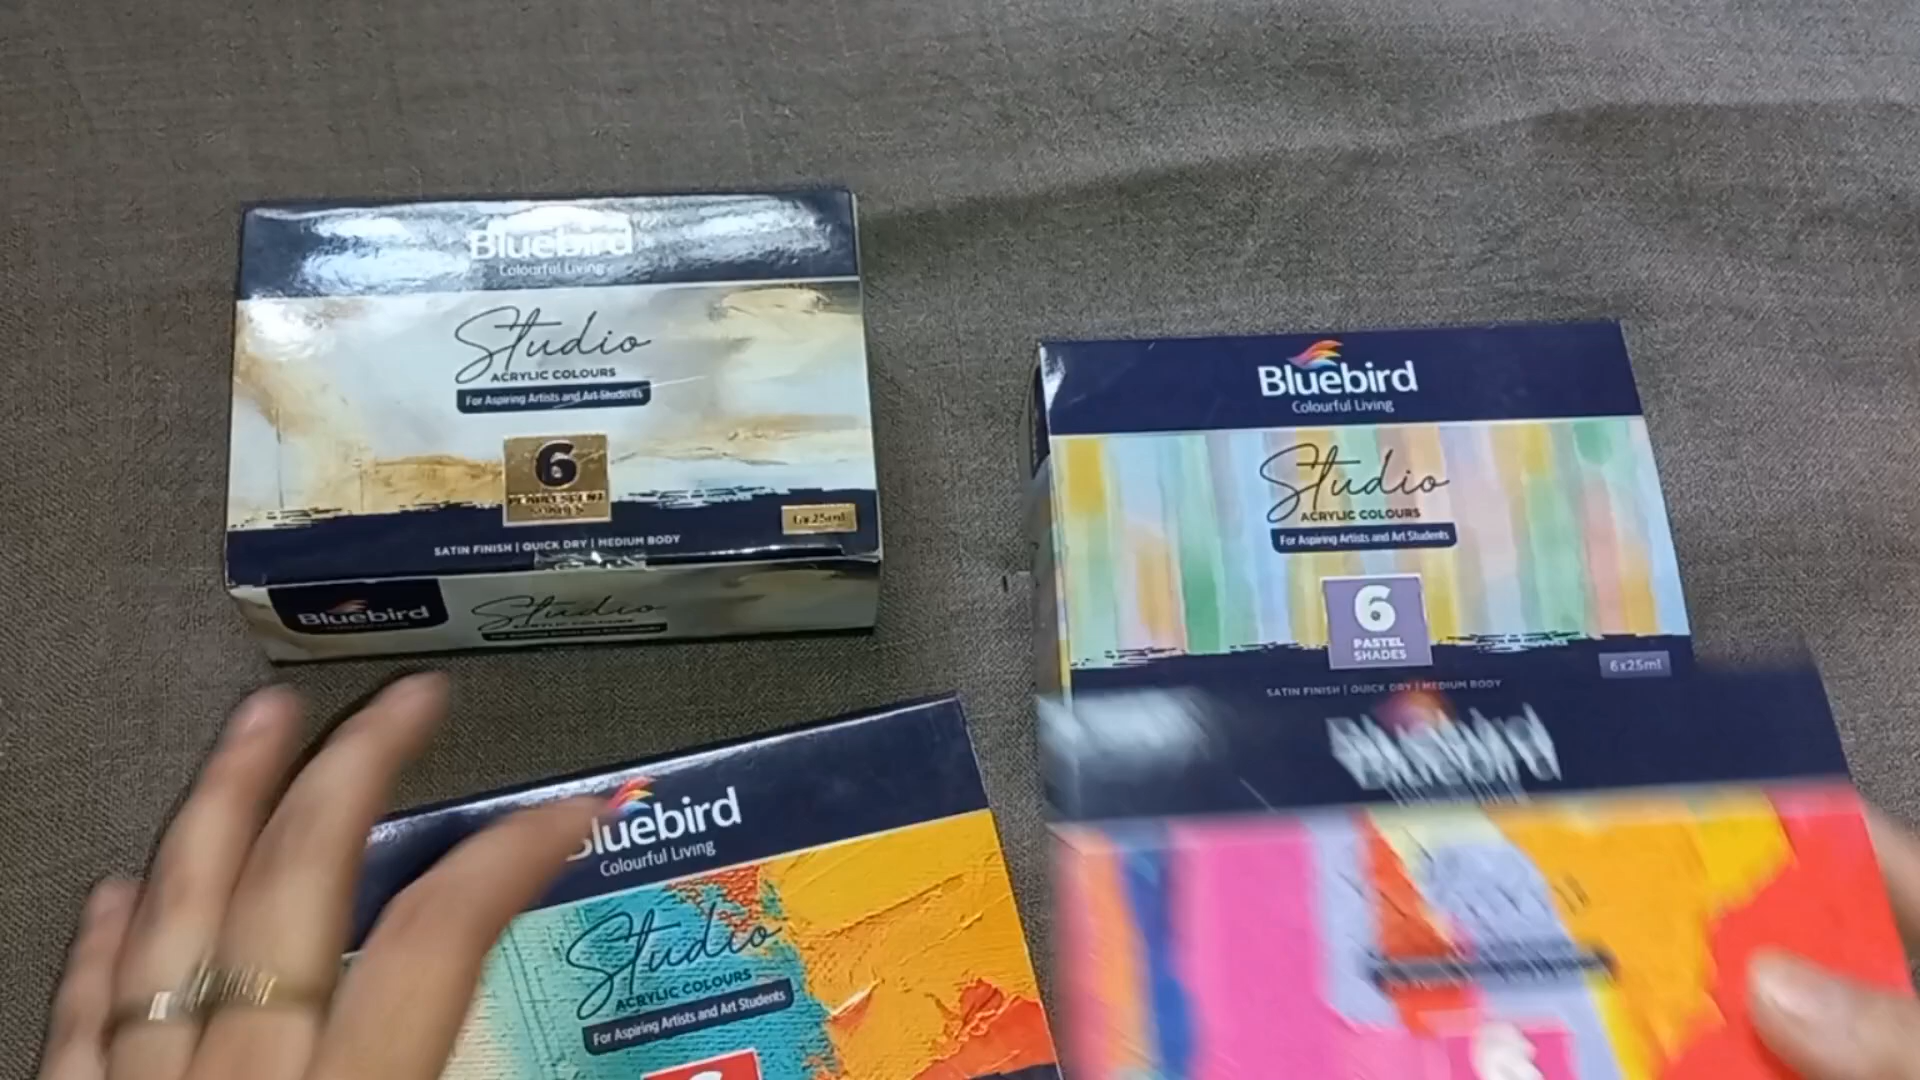 Bluebird
Colourful Living
Studio
ACRYLIC COLOURS
For Aspiring Artists and Art Students
6
PEARLESCENT
6x25ml
SATIN FINISH | QUICK DRY | MEDIUM BODY
Bluebird
Studio
Bluebird
Colourful Living
Studio
ACRYLIC COLOURS
For Aspiring Artists and Art Students
6
PASTEL
SHADES
6x25ml
SATIN FINISH | QUICK DRY | MEDIUM BODY
Bluebird
Colourful Living
Studio
ACRYLIC COLOURS
For Aspiring Artists and Art Students
Bluebird